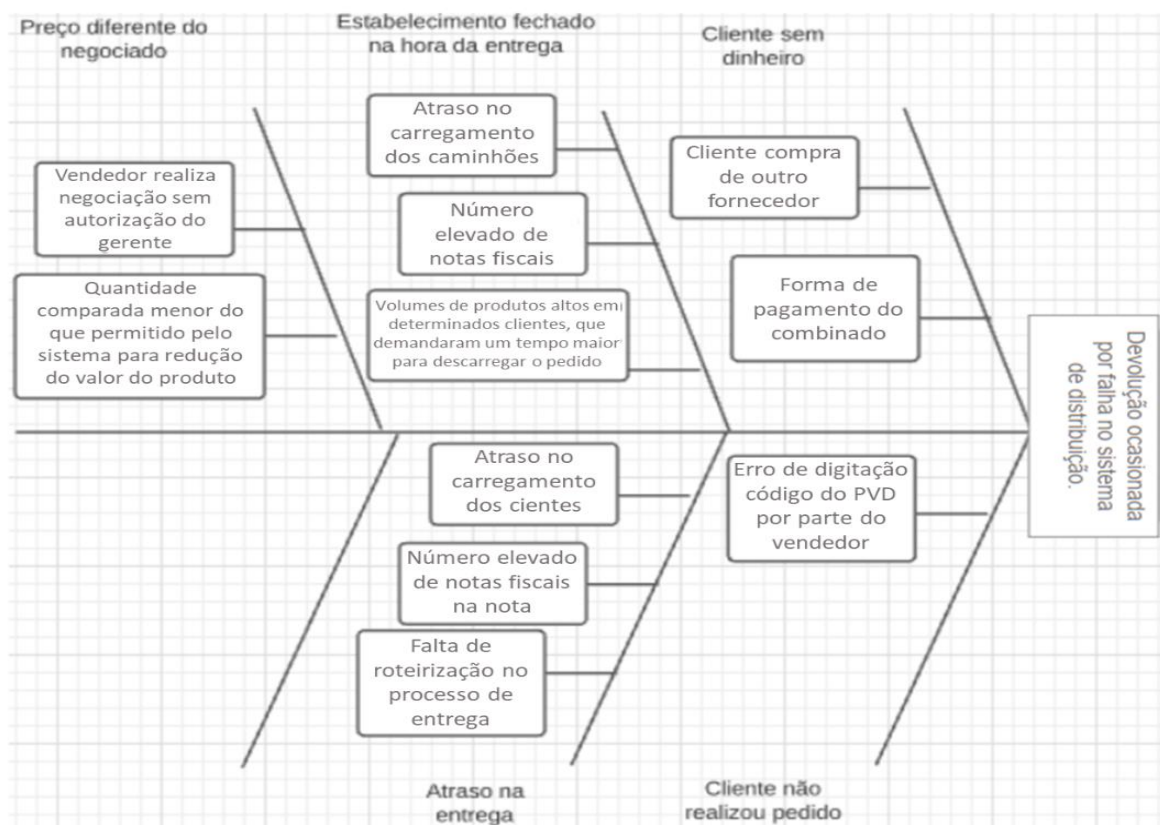 Preço diferente do
negociado
Estabelecimento fechado
na hora da entrega
Cliente sem
dinheiro
Vendedor realiza
negociação sem
autorização do
gerente
Quantidade
comparada menor do
que permitido pelo
sistema para redução
do valor do produto
Atraso no
carregamento
dos caminhões
Número
elevado de
notas fiscais
Volumes de produtos altos em
determinados clientes, que
demandaram um tempo maior
para descarregar o pedido
Cliente compra
de outro
fornecedor
Forma de
pagamento do
combinado
Devolução ocasionada
por falha no sistema
de distribuição.
Atraso no
carregamento
dos cientes
Número elevado
de notas fiscais
na nota
Falta de
roteirização no
processo de
entrega
Erro de digitação
código do PVD
por parte do
vendedor
Atraso na
entrega
Cliente não
realizou pedido